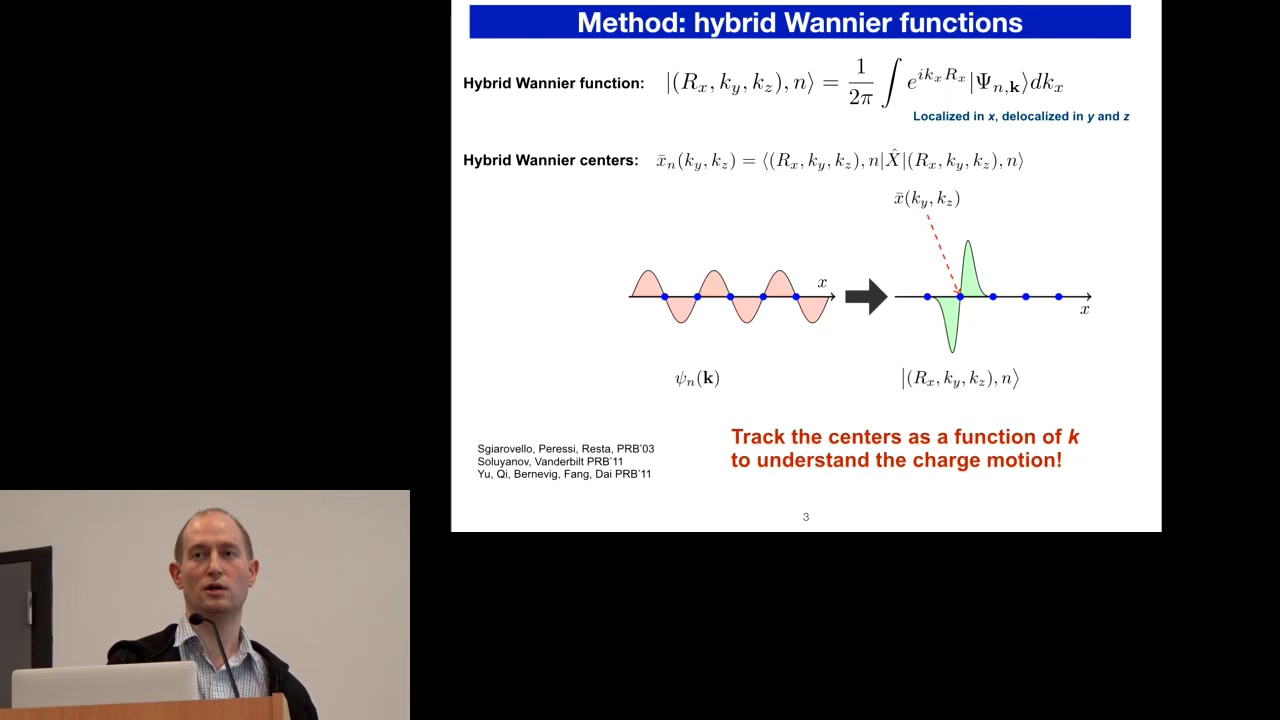 Method: hybrid Wannier functions
Hybrid Wannier function: |(R_x, k_y, k_z), n⟩ = \frac{1}{2π} ∫ e^{ik_x R_x} |Ψ_{n,𝐤}⟩ dk_x
Localized in x, delocalized in y and z
Hybrid Wannier centers: x̄_n(k_y, k_z) = ⟨(R_x, k_y, k_z), n|X̂|(R_x, k_y, k_z), n⟩
x̄(k_y, k_z)
x
x
ψ_n(𝐤)
|(R_x, k_y, k_z), n⟩
Track the centers as a function of k
to understand the charge motion!
Sgiarovello, Peressi, Resta, PRB'03
Soluyanov, Vanderbilt PRB'11
Yu, Qi, Bernevig, Fang, Dai PRB'11
3